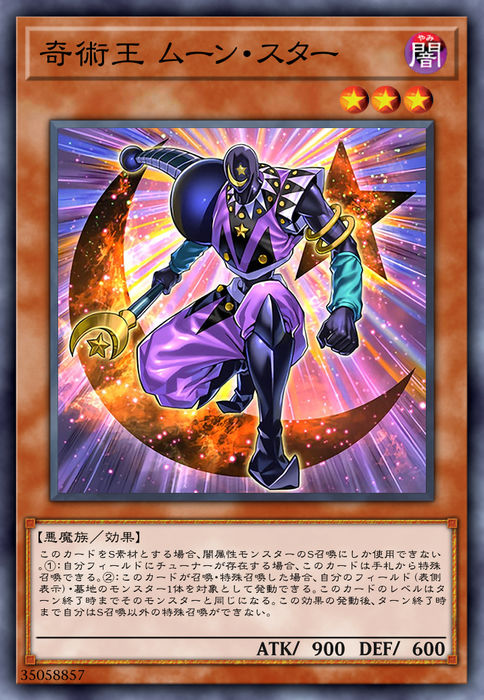 奇術王 ムーン・スター
やみ
闇
【悪魔族／効果】
このカードをS素材とする場合、闇属性モンスターのS召喚にしか使用できない
。①：自分フィールドにチューナーが存在する場合、このカードは手札から特殊
召喚できる。②：このカードが召喚・特殊召喚した場合、自分のフィールド（表側
表示）・墓地のモンスター1体を対象として発動できる。このカードのレベルはタ
ーン終了時までそのモンスターと同じになる。この効果の発動後、ターン終了時
まで自分はS召喚以外の特殊召喚ができない。
ATK/ 900 DEF/ 600
35058857